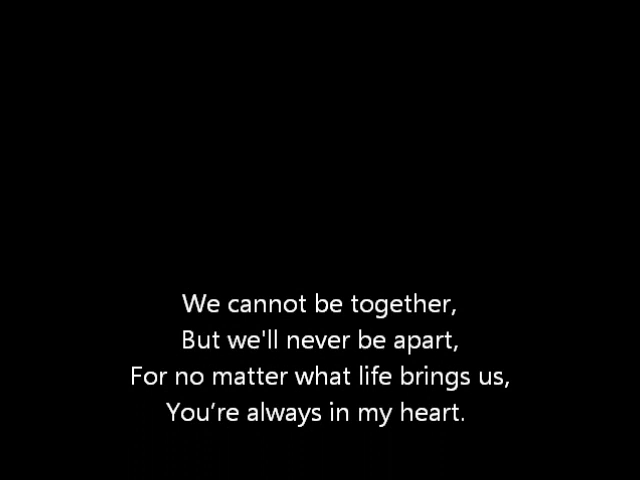 We cannot be together,
But we'll never be apart,
For no matter what life brings us,
You’re always in my heart.